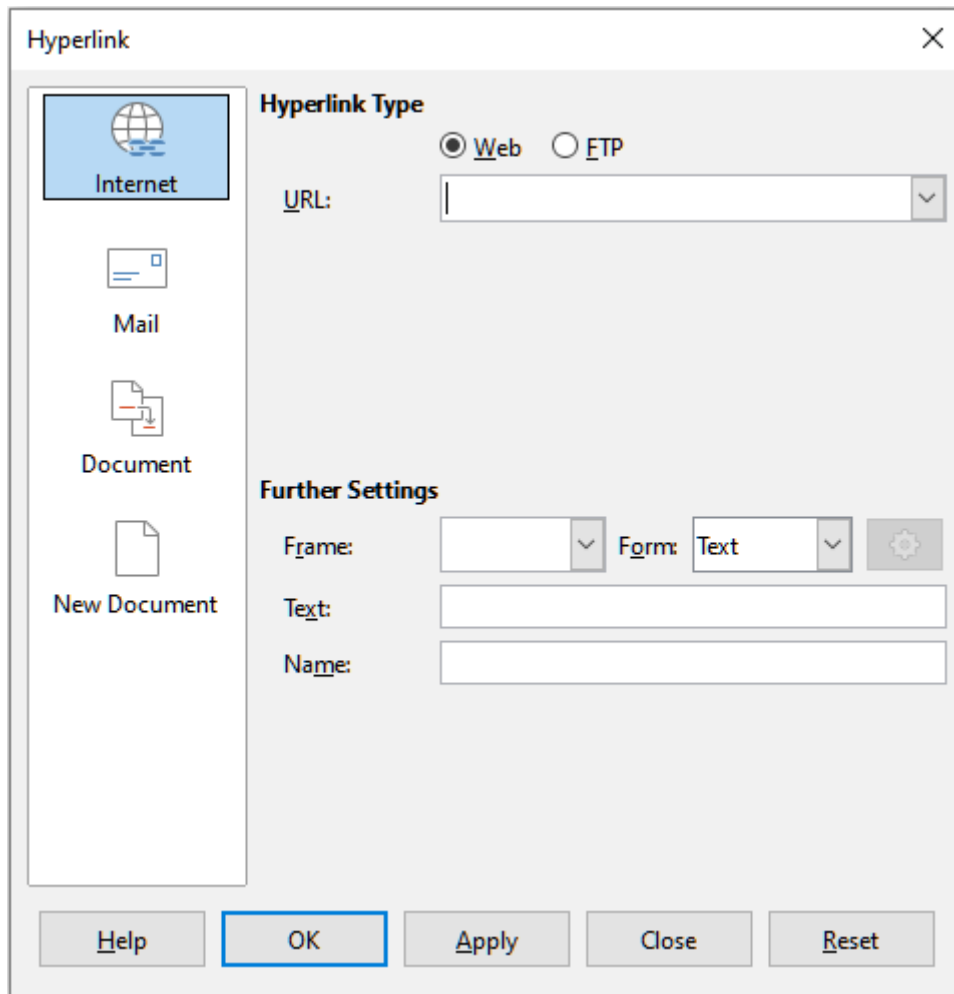 Hyperlink
Internet
Mail
Document
New Document
Hyperlink Type
Web FTP
URL:
Further Settings
Frame: Form: Text
Text:
Name:
Help OK Apply Close Reset